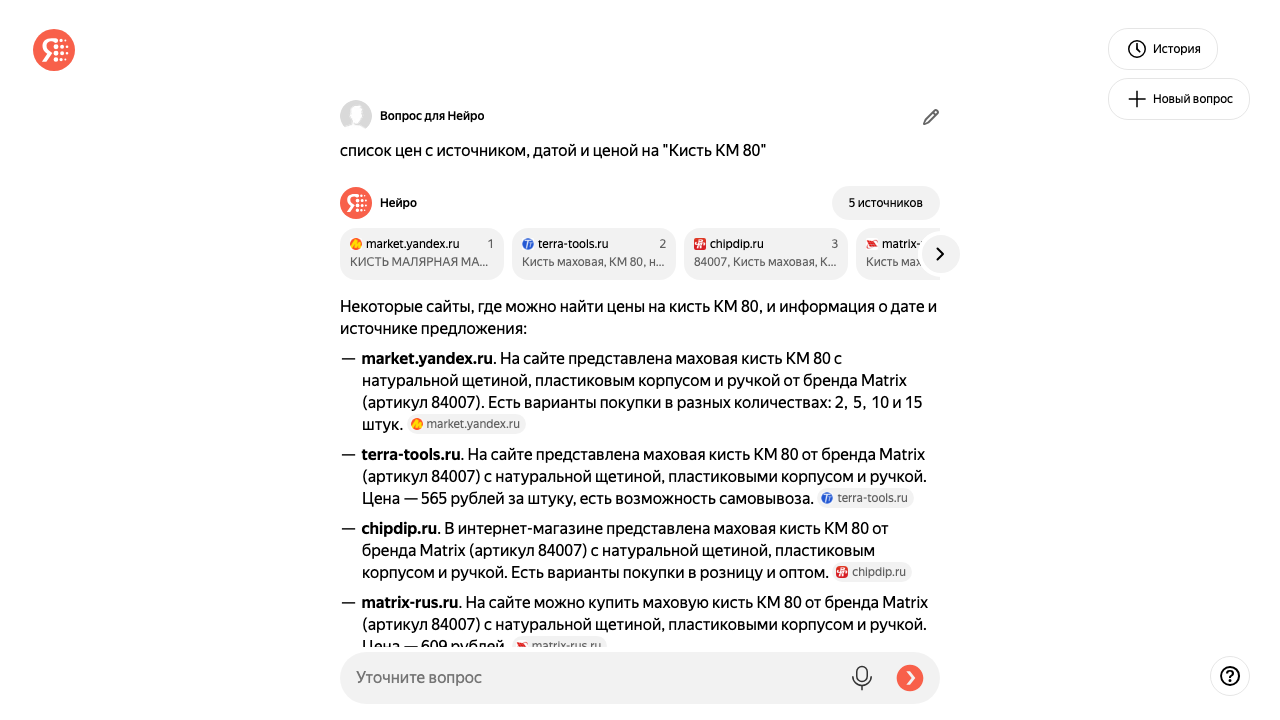 История
Новый вопрос
Вопрос для Нейро
список цен с источником, датой и ценой на "Кисть КМ 80"
Нейро
5 источников
market.yandex.ru 1
КИСТЬ МАЛЯРНАЯ МА...
terra-tools.ru 2
Кисть маховая, КМ 80, н...
chipdip.ru 3
84007, Кисть маховая, К...
matrix-
Кисть мах
Некоторые сайты, где можно найти цены на кисть КМ 80, и информация о дате и
источнике предложения:
— market.yandex.ru. На сайте представлена маховая кисть КМ 80 с
натуральной щетиной, пластиковым корпусом и ручкой от бренда Matrix
(артикул 84007). Есть варианты покупки в разных количествах: 2, 5, 10 и 15
штук. market.yandex.ru
— terra-tools.ru. На сайте представлена маховая кисть КМ 80 от бренда Matrix
(артикул 84007) с натуральной щетиной, пластиковыми корпусом и ручкой.
Цена — 565 рублей за штуку, есть возможность самовывоза. terra-tools.ru
— chipdip.ru. В интернет-магазине представлена маховая кисть КМ 80 от
бренда Matrix (артикул 84007) с натуральной щетиной, пластиковым
корпусом и ручкой. Есть варианты покупки в розницу и оптом. chipdip.ru
— matrix-rus.ru. На сайте можно купить маховую кисть КМ 80 от бренда Matrix
(артикул 84007) с натуральной щетиной, пластиковыми корпусом и ручкой.
Цена — 609 рублей. matrix-rus.ru
Уточните вопрос